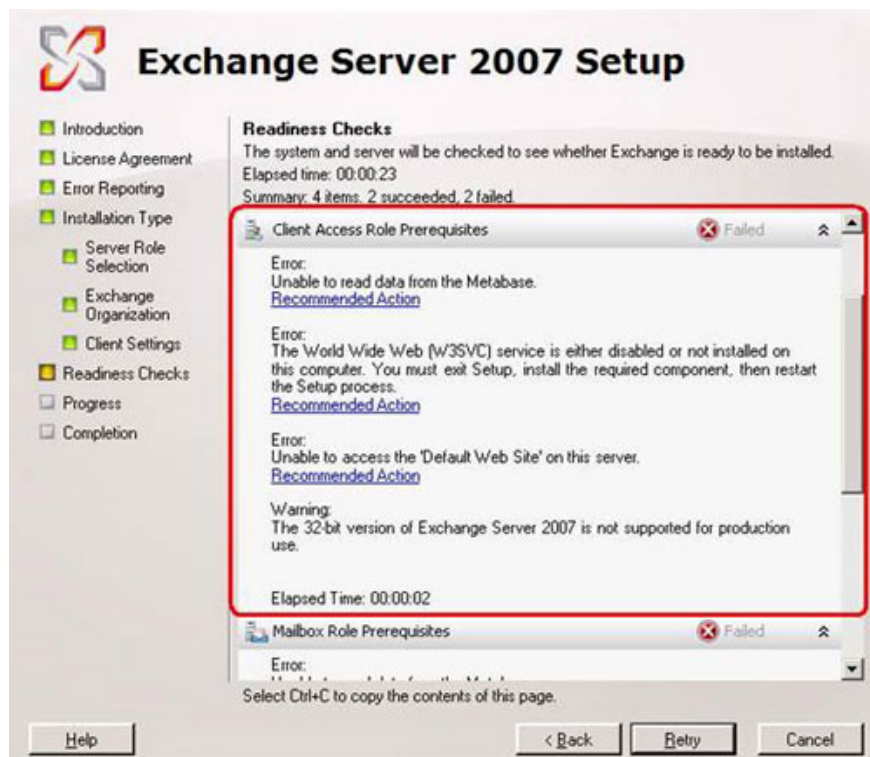 Exchange Server 2007 Setup
Introduction
License Agreement
Error Reporting
Installation Type
Server Role
Selection
Exchange
Organization
Client Settings
Readiness Checks
Progress
Completion
Readiness Checks
The system and server will be checked to see whether Exchange is ready to be installed.
Elapsed time: 00:00:23
Summary: 4 items. 2 succeeded, 2 failed.
Client Access Role Prerequisites Failed
Error:
Unable to read data from the Metabase.
Recommended Action
Error:
The World Wide Web (W3SVC) service is either disabled or not installed on
this computer. You must exit Setup, install the required component, then restart
the Setup process.
Recommended Action
Error:
Unable to access the 'Default Web Site' on this server.
Recommended Action
Warning:
The 32-bit version of Exchange Server 2007 is not supported for production
use.
Elapsed Time: 00:00:02
Mailbox Role Prerequisites Failed
Error:
Select Ctrl+C to copy the contents of this page.
Help < Back Retry Cancel